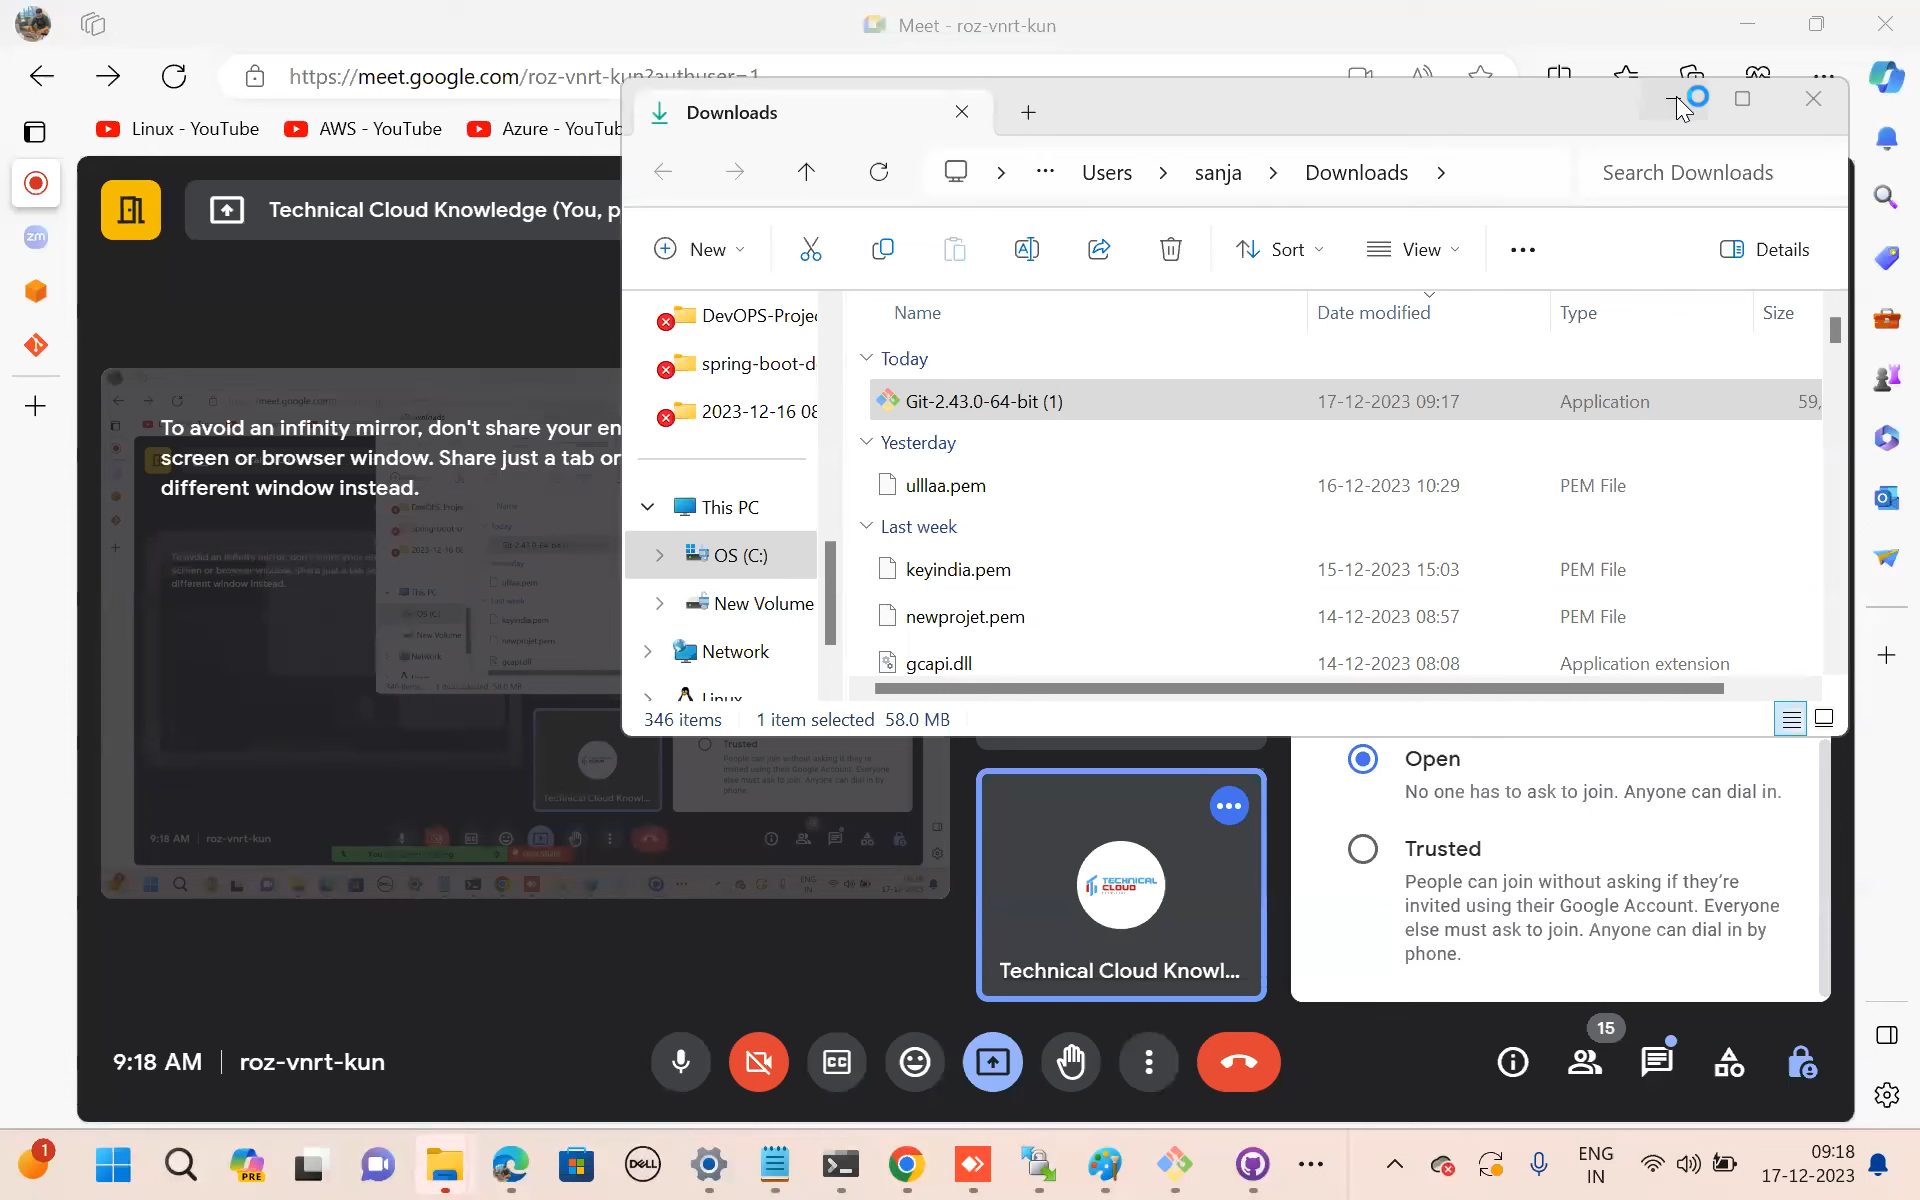 Meet - roz-vnrt-kun
https://meet.google.com/roz-vnrt-kun?authuser=1
Linux - YouTube
AWS - YouTube
Azure - YouTub
Downloads
Users
sanja
Downloads
Search Downloads
New
Sort
View
Details
DevOPS-Projec
spring-boot-d
2023-12-16 08
This PC
OS (C:)
New Volume
Network
Linux
Name
Date modified
Type
Size
Today
Git-2.43.0-64-bit (1) 17-12-2023 09:17 Application 59,
Yesterday
ulllaa.pem 16-12-2023 10:29 PEM File
Last week
keyindia.pem 15-12-2023 15:03 PEM File
newprojet.pem 14-12-2023 08:57 PEM File
gcapi.dll 14-12-2023 08:08 Application extension
346 items 1 item selected 58.0 MB
Technical Cloud Knowledge (You, p
To avoid an infinity mirror, don't share your en
screen or browser window. Share just a tab or
different window instead.
zm
TECHNICAL
CLOUD
Technical Cloud Knowl...
Open
No one has to ask to join. Anyone can dial in.
Trusted
People can join without asking if they're
invited using their Google Account. Everyone
else must ask to join. Anyone can dial in by
phone.
9:18 AM
roz-vnrt-kun
CC
15
1
PRE
DELL
ENG
IN
09:18
17-12-2023